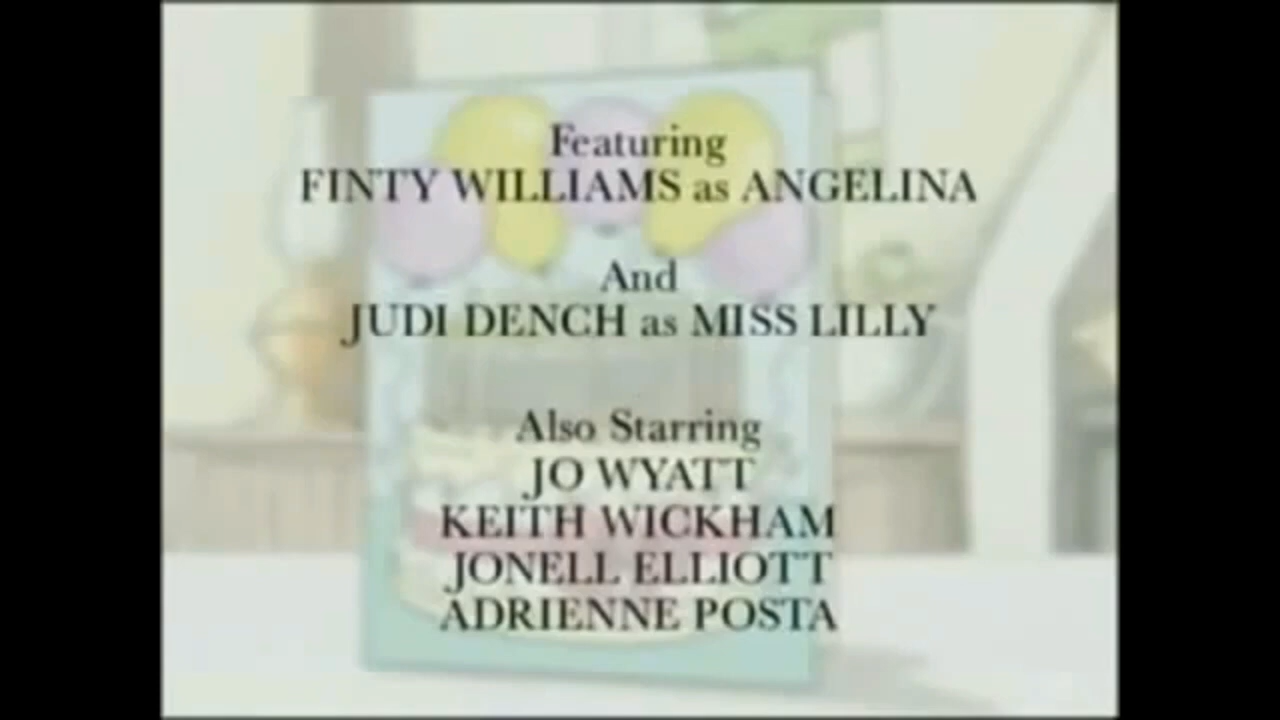 Featuring
FINTY WILLIAMS as ANGELINA
And
JUDI DENCH as MISS LILLY
Also Starring
JO WYATT
KEITH WICKHAM
JONELL ELLIOTT
ADRIENNE POSTA